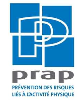 prap
PRÉVENTION DES RISQUES
LIÉS À L'ACTIVITÉ PHYSIQUE